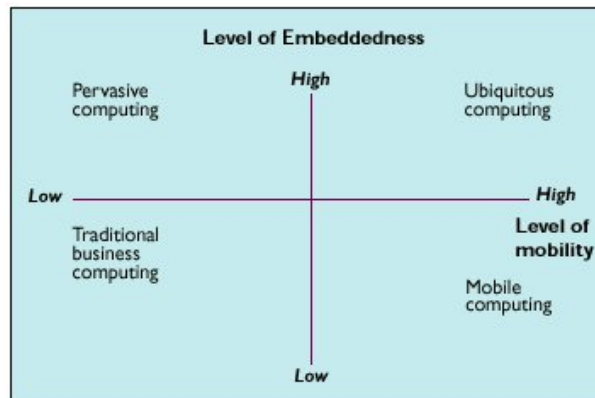 Level of Embeddedness
High
Pervasive
computing
Ubiquitous
computing
Low
High
Traditional
business
computing
Level of
mobility
Mobile
computing
Low